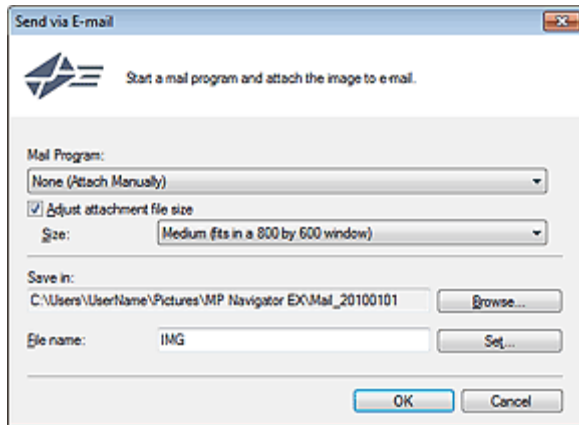 Send via E-mail
Start a mail program and attach the image to e-mail.
Mail Program:
None (Attach Manually)
Adjust attachment file size
Size: Medium (fits in a 800 by 600 window)
Save in:
C:\Users\UserName\Pictures\MP Navigator EX\Mail_20100101 Browse...
File name: IMG Set...
OK Cancel